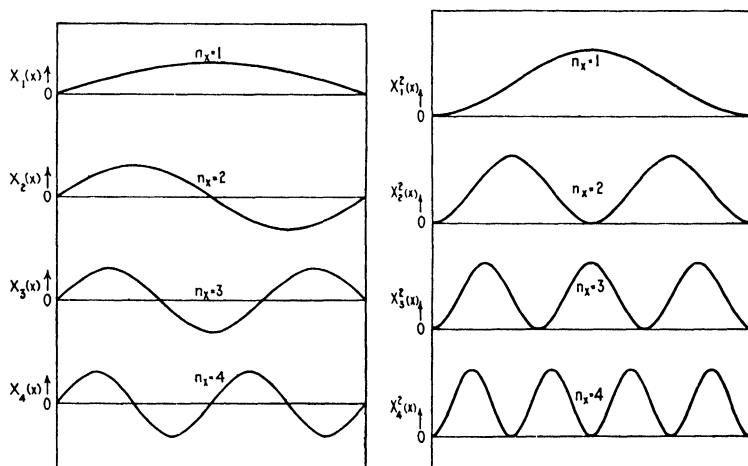 X₁(x)↑
0
nₓ=1
X₂(x)↑
0
nₓ=2
X₃(x)↑
0
nₓ=3
X₄(x)↑
0
nₓ=4
X₁²(x)↑
0
nₓ=1
X₂²(x)↑
0
nₓ=2
X₃²(x)↑
0
nₓ=3
X₄²(x)↑
0
nₓ=4